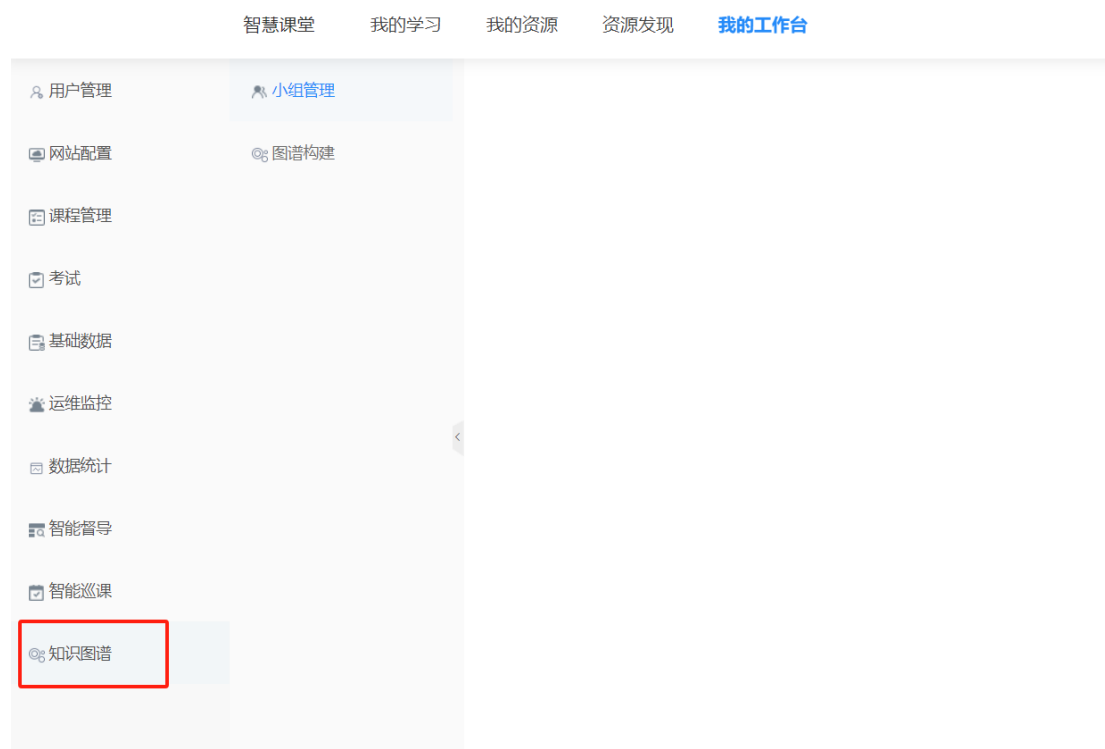 智慧课堂 我的学习 我的资源 资源发现 我的工作台
用户管理
网站配置
课程管理
考试
基础数据
运维监控
数据统计
智能督导
智能巡课
知识图谱
小组管理
图谱构建